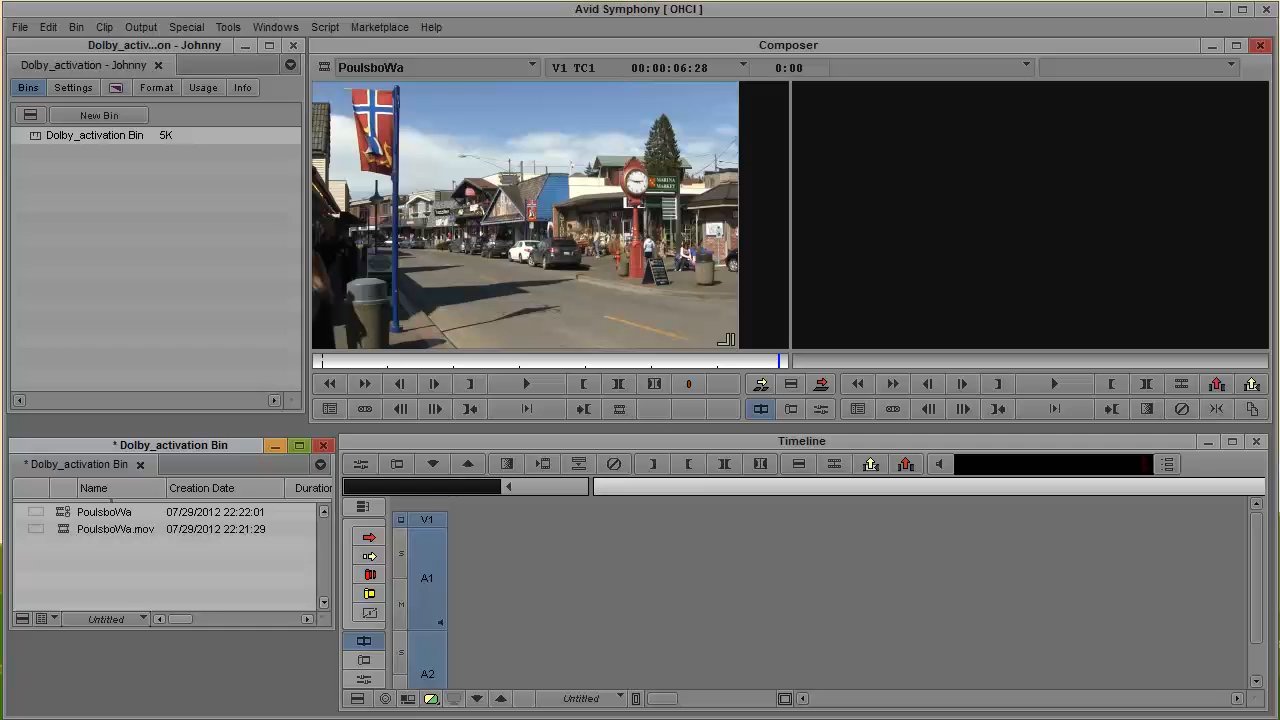 Avid Symphony [ OHCI ]
File Edit Bin Clip Output Special Tools Windows Script Marketplace Help
Dolby_activ...on - Johnny
Composer
Dolby_activation - Johnny
PoulsboWa V1 TC1 00:00:06:28 0:00
Bins Settings Format Usage Info
New Bin
Dolby_activation Bin 5K
MARINA
MARKET
* Dolby_activation Bin
Timeline
* Dolby_activation Bin
Name Creation Date Duration
PoulsboWa 07/29/2012 22:22:01
PoulsboWa.mov 07/29/2012 22:21:29
V1
S
A1
M
S
A2
Untitled
Untitled